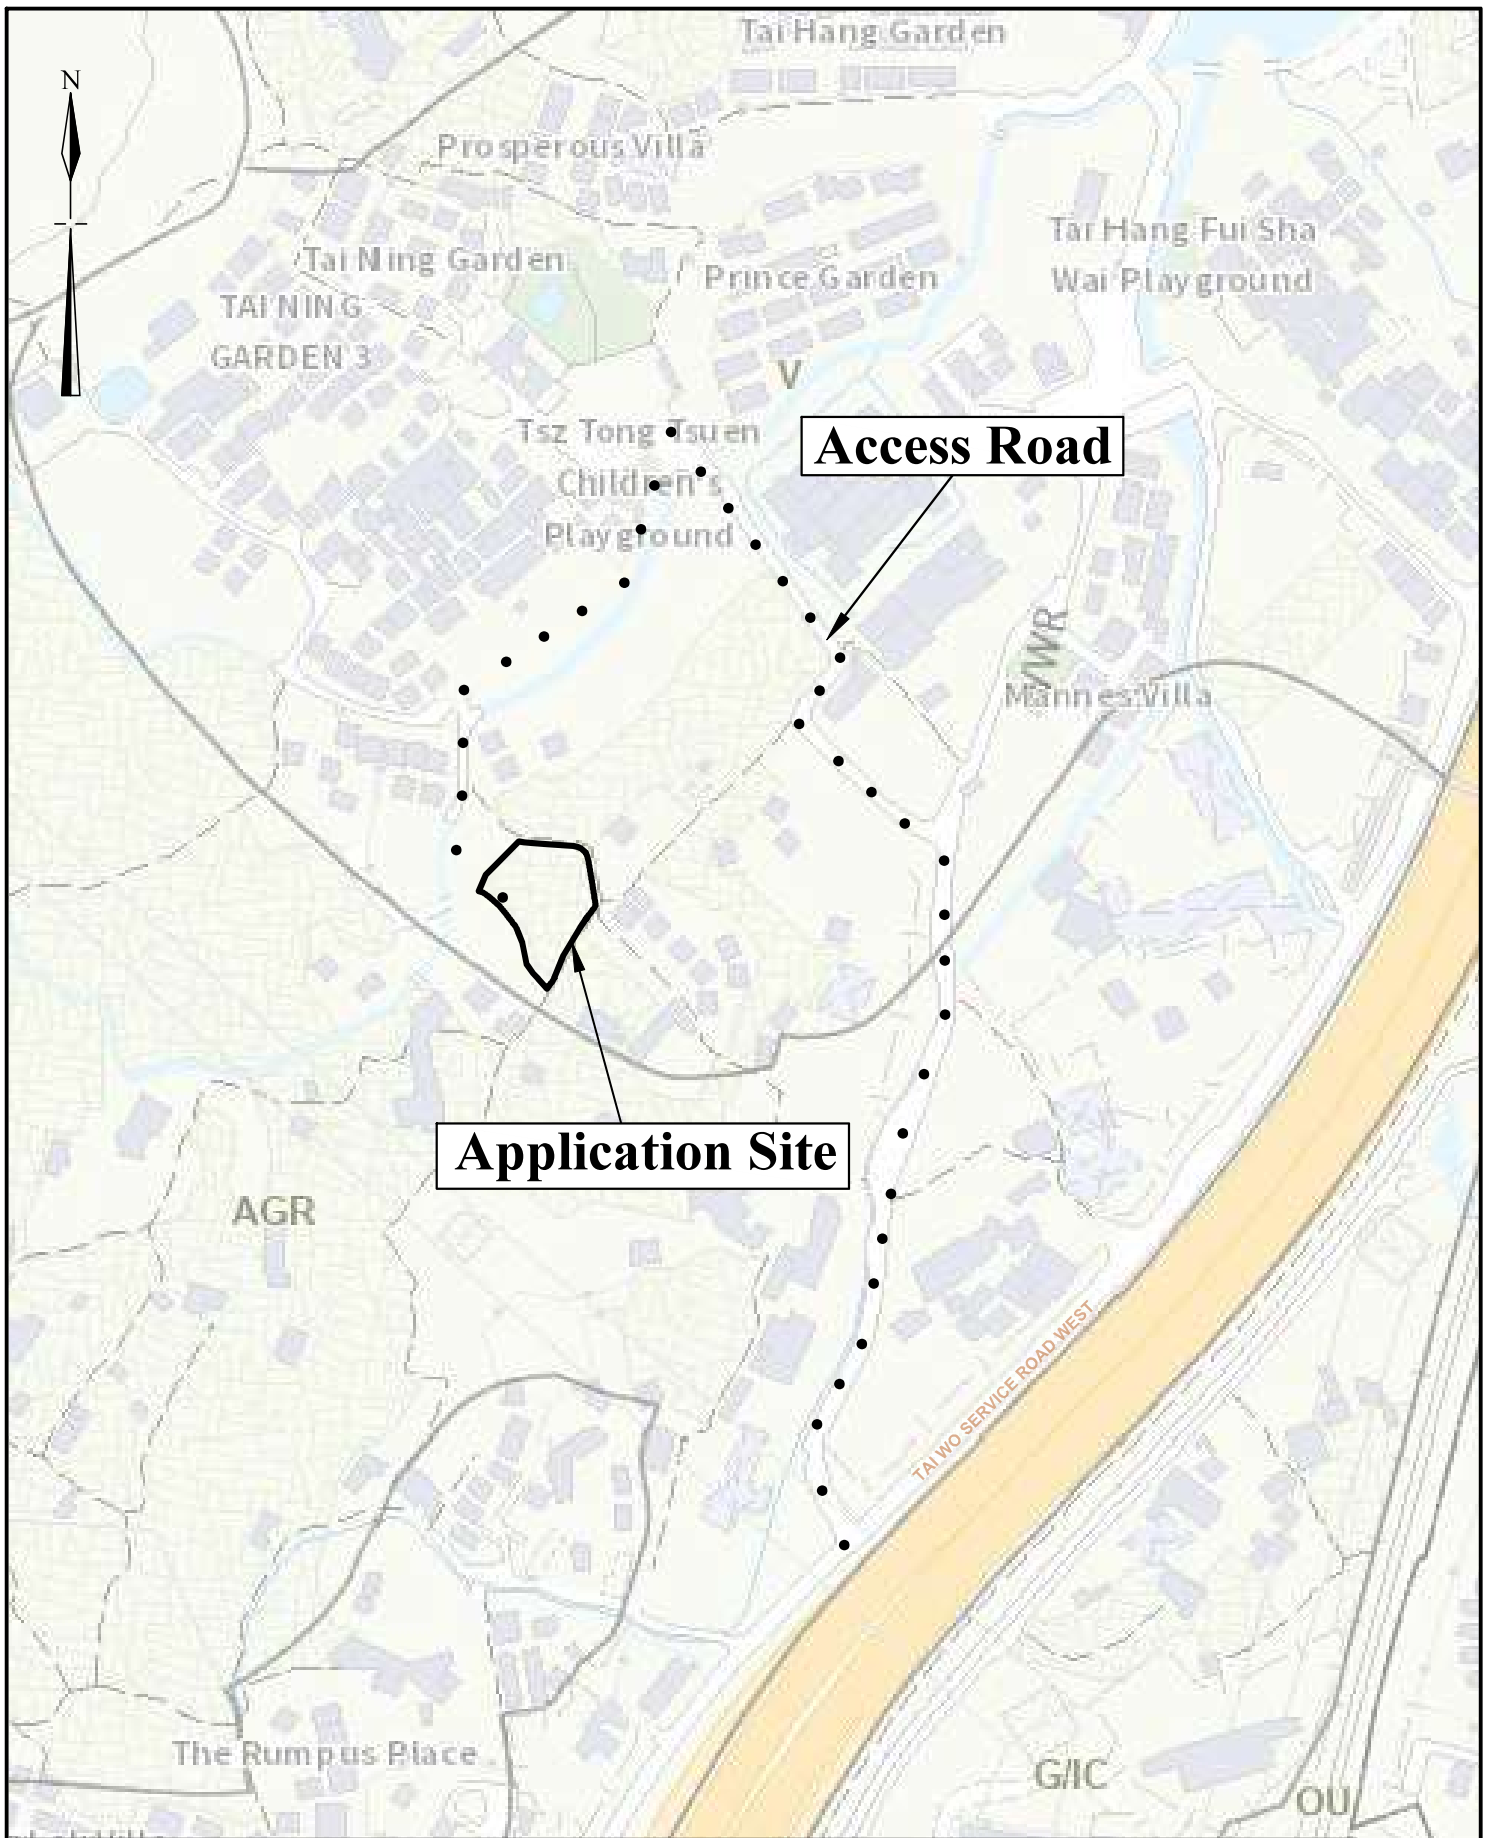 Tai Hang Garden
N
Prosperous Villa
Tai Hang Fui Sha
Wai Playground
Tai Ning Garden
Prince Garden
TAI NING
GARDEN 3
V
Tsz Tong Tsuen
Children's
Playground
Access Road
VWR
Mannes Villa
Application Site
AGR
TAI WO SERVICE ROAD WEST
The Rumpus Place
G/IC
OU